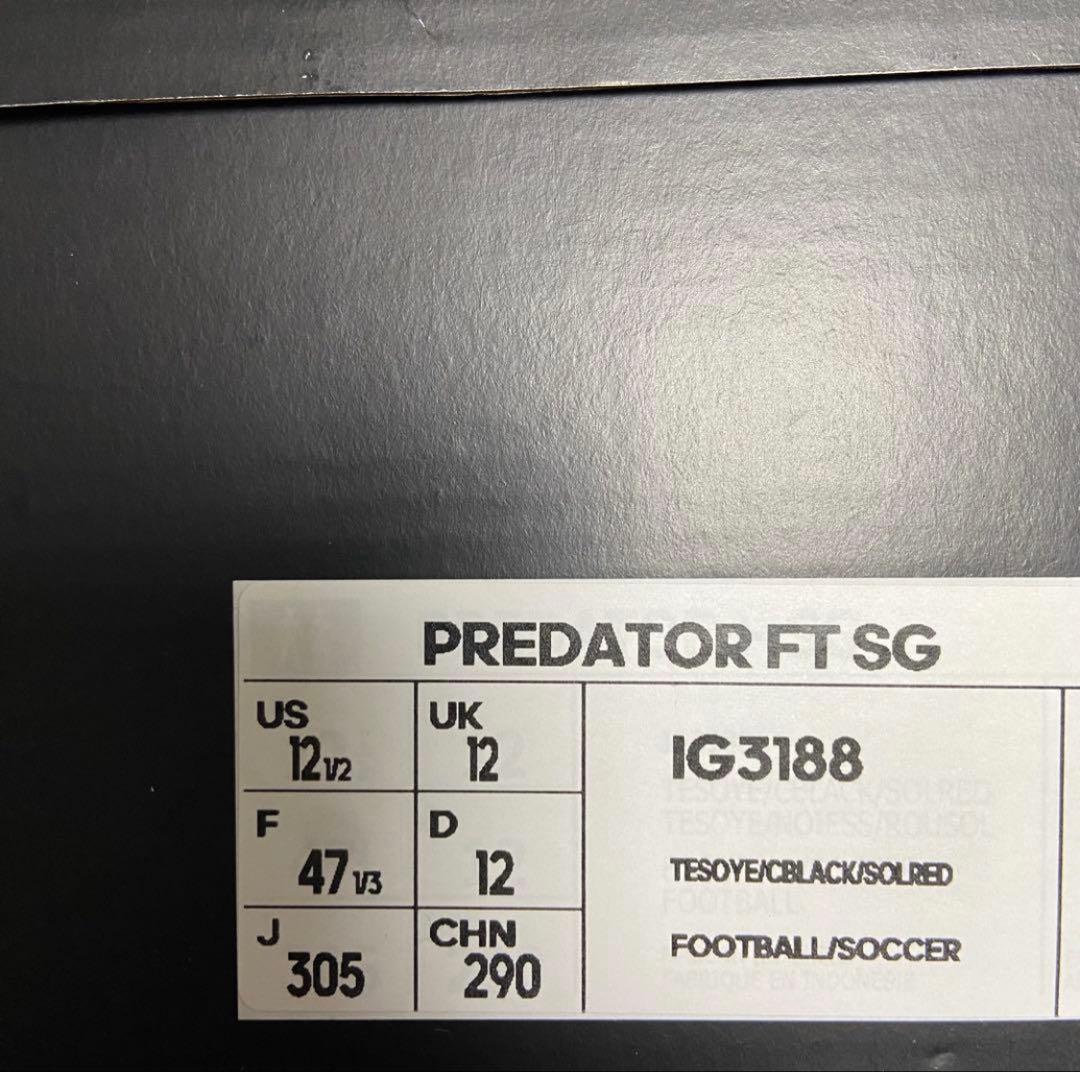 PREDATOR FT SG
US
12 1/2
UK
12
IG3188
F
47 1/3
D
12
TESOYE/CBLACK/SOLRED
J
305
CHN
290
FOOTBALL/SOCCER